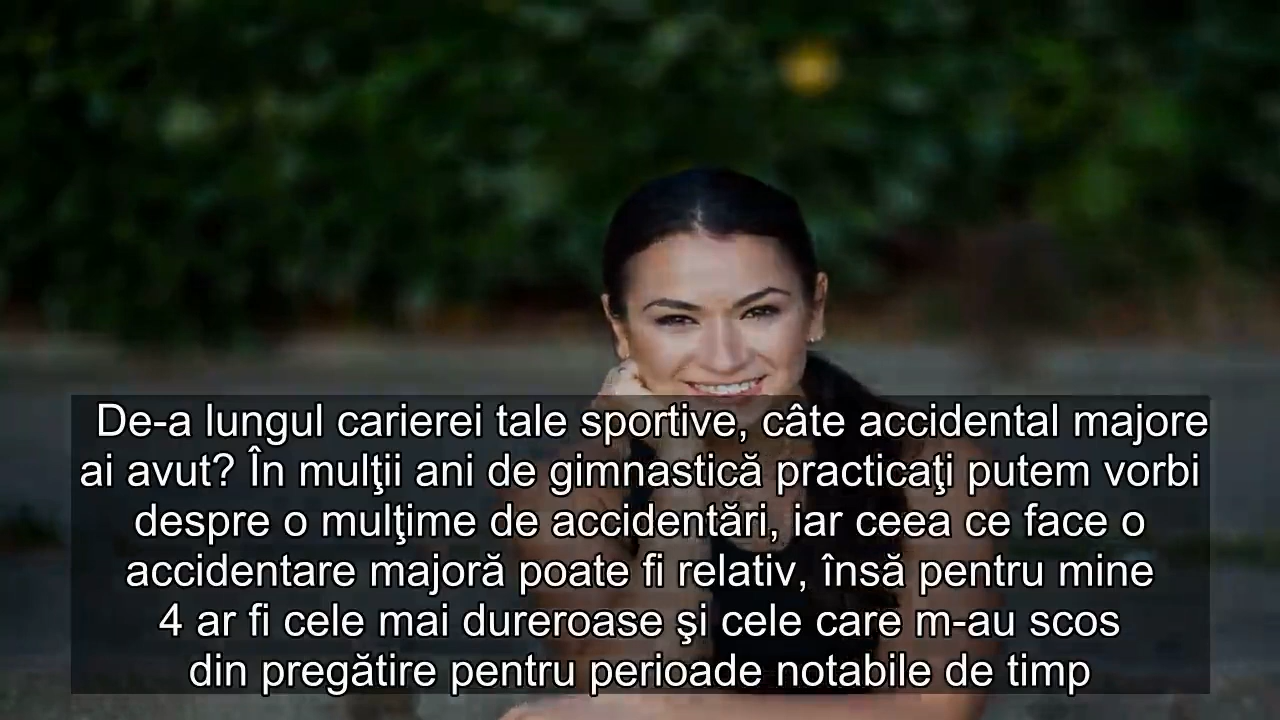 De-a lungul carierei tale sportive, câte accidental majore
ai avut? În mulţii ani de gimnastică practicaţi putem vorbi
despre o mulţime de accidentări, iar ceea ce face o
accidentare majoră poate fi relativ, însă pentru mine
4 ar fi cele mai dureroase şi cele care m-au scos
din pregătire pentru perioade notabile de timp